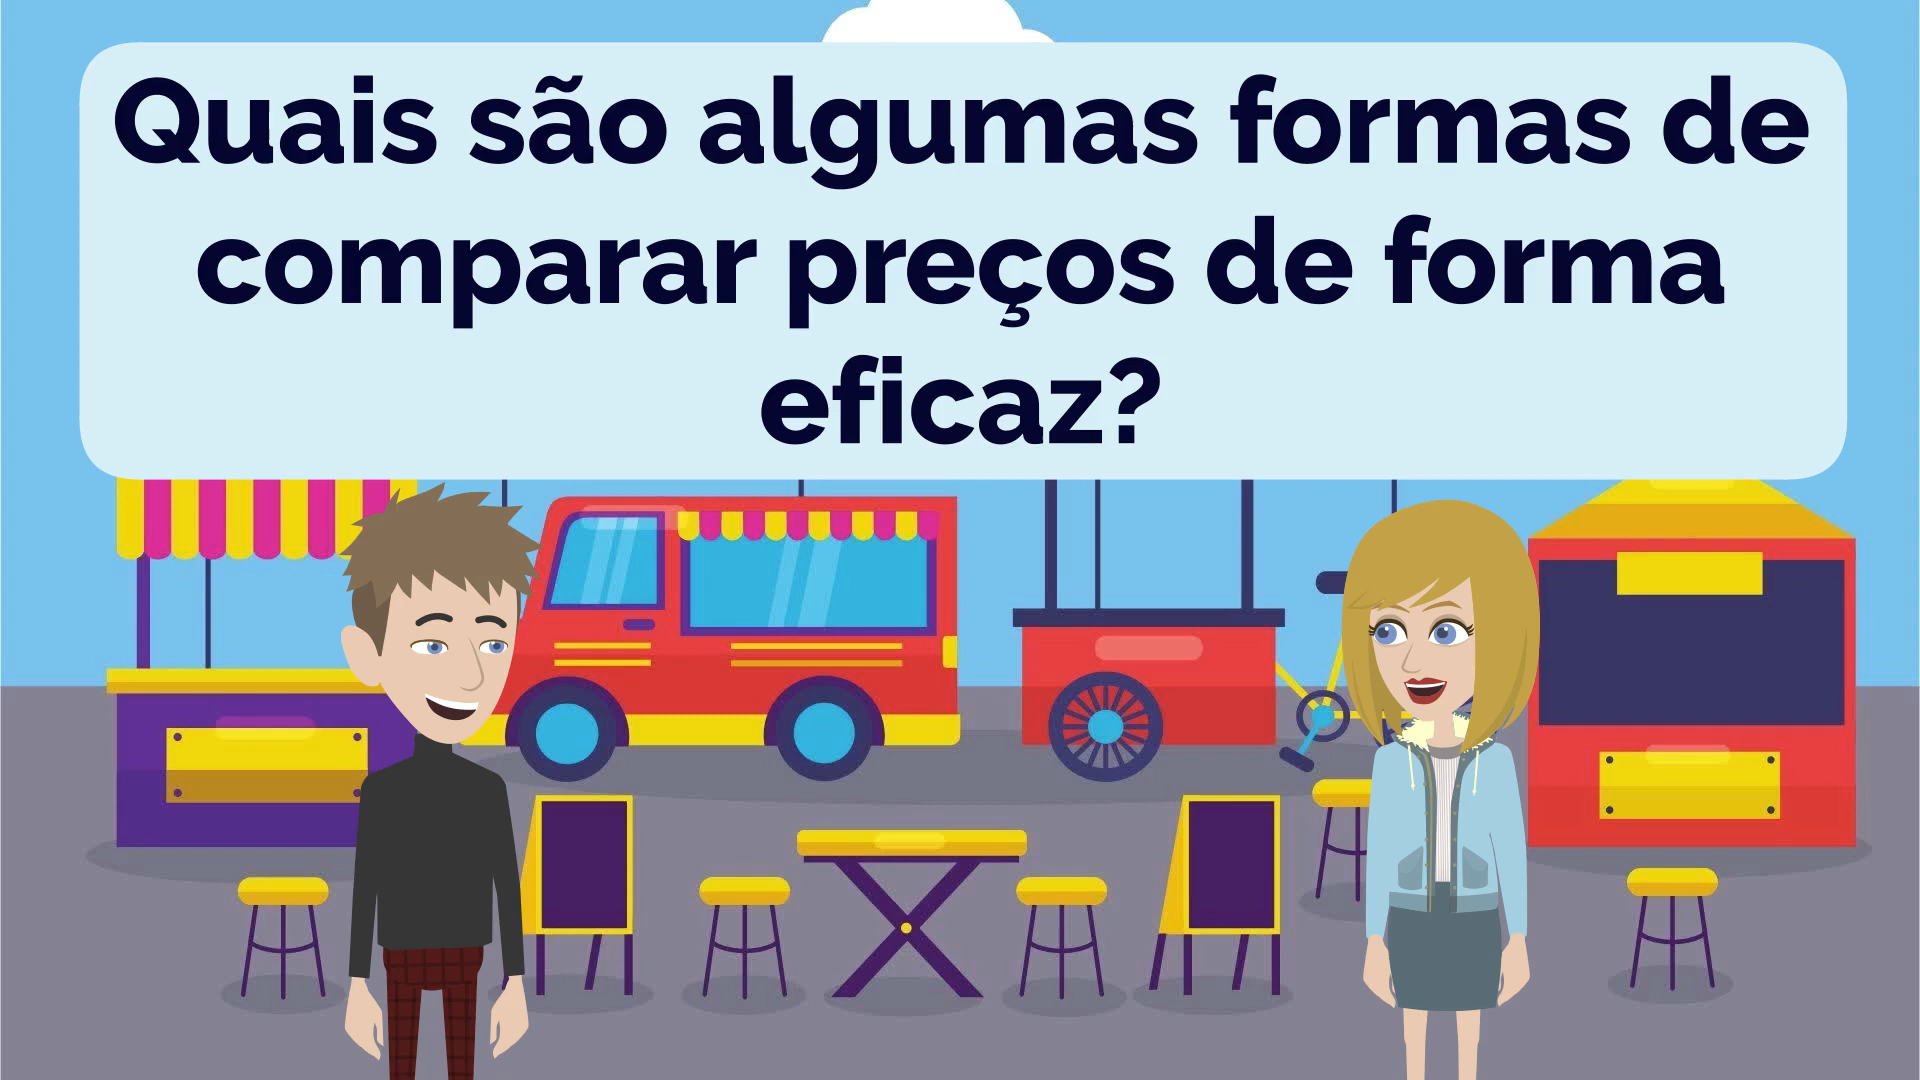 Quais são algumas formas de
comparar preços de forma
eficaz?